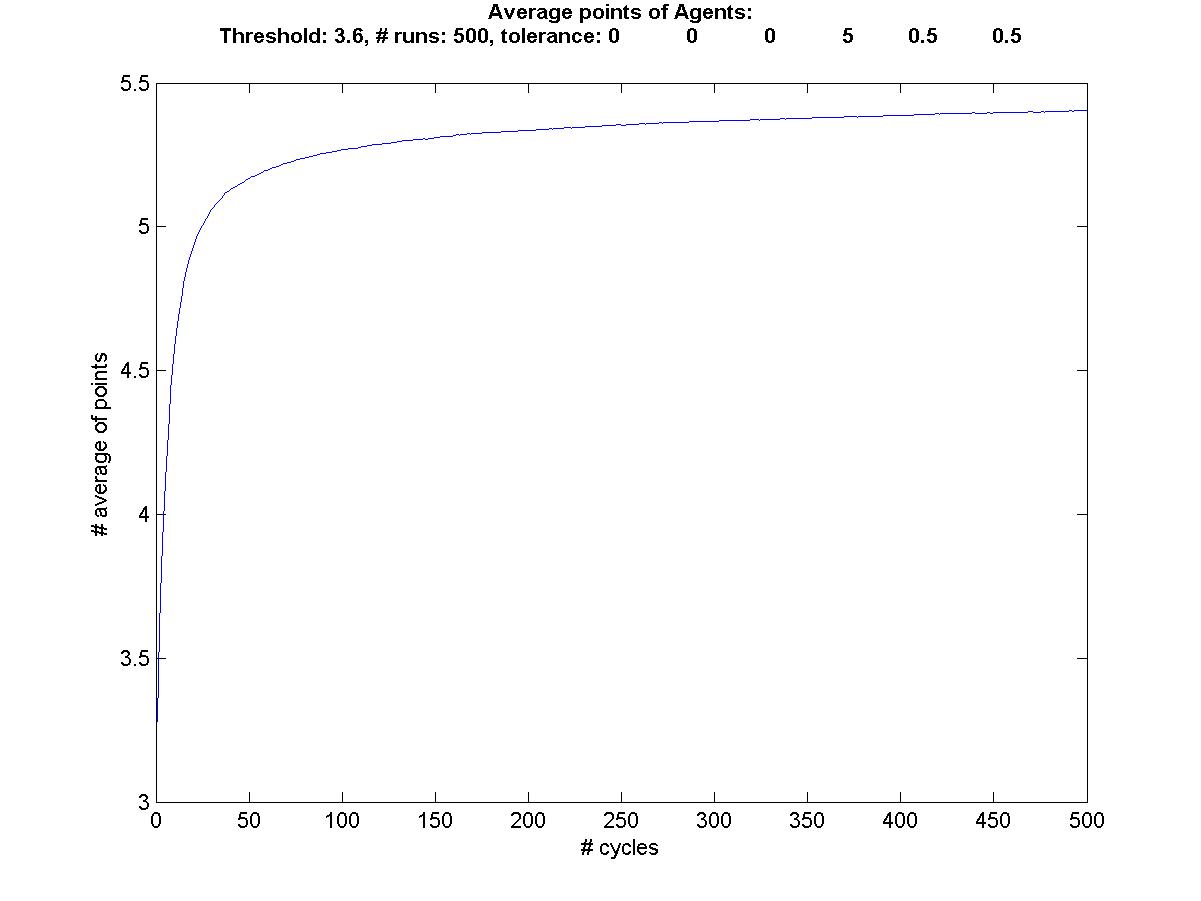 Average points of Agents:
Threshold: 3.6, # runs: 500, tolerance: 0 0 0 5 0.5 0.5
5.5
5
4.5
4
3.5
3
# average of points
0 50 100 150 200 250 300 350 400 450 500
# cycles